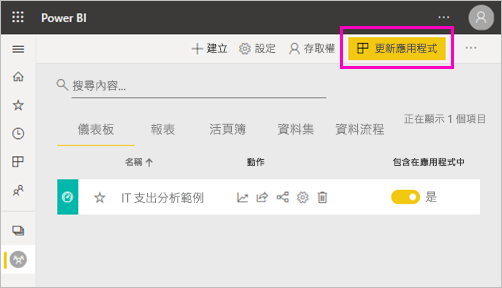 Power BI
建立 設定 存取權 更新應用程式
搜尋內容...
儀表板 報表 活頁簿 資料集 資料流程 正在顯示 1 個項目
名稱 動作 包含在應用程式中
IT 支出分析範例 是